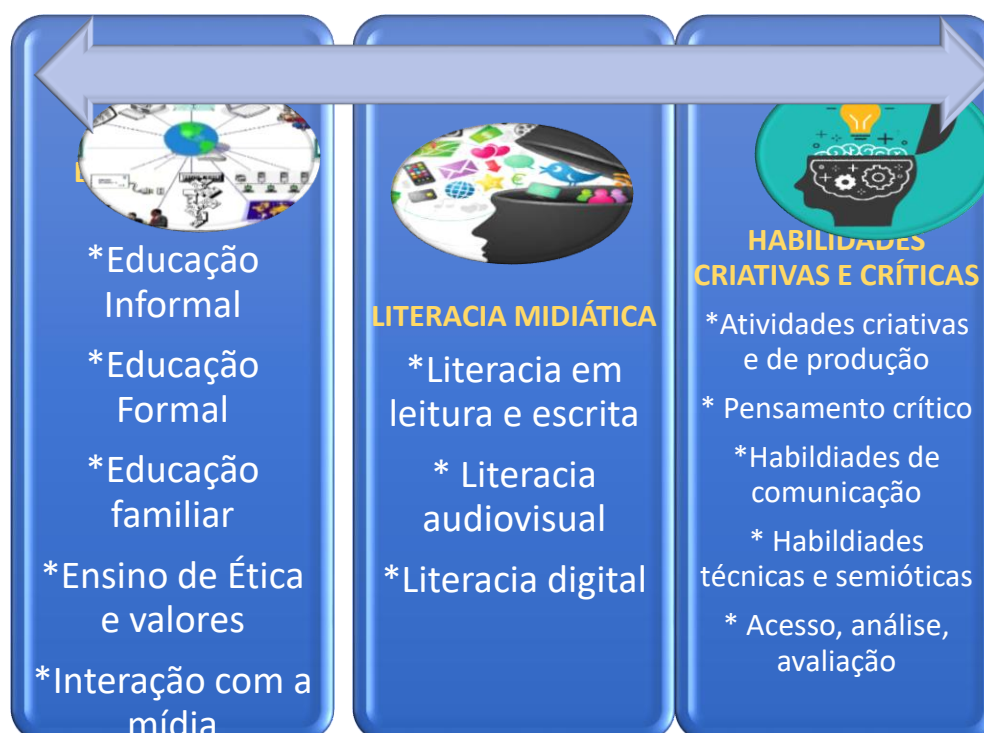 *Educação
Informal
*Educação
Formal
*Educação
familiar
*Ensino de Ética
e valores
*Interação com a
mídia
LITERACIA MIDIÁTICA
*Literacia em
leitura e escrita
* Literacia
audiovisual
*Literacia digital
HABILIDADES
CRIATIVAS E CRÍTICAS
*Atividades criativas
e de produção
* Pensamento crítico
*Habildiades de
comunicação
* Habildiades
técnicas e semióticas
* Acesso, análise,
avaliação